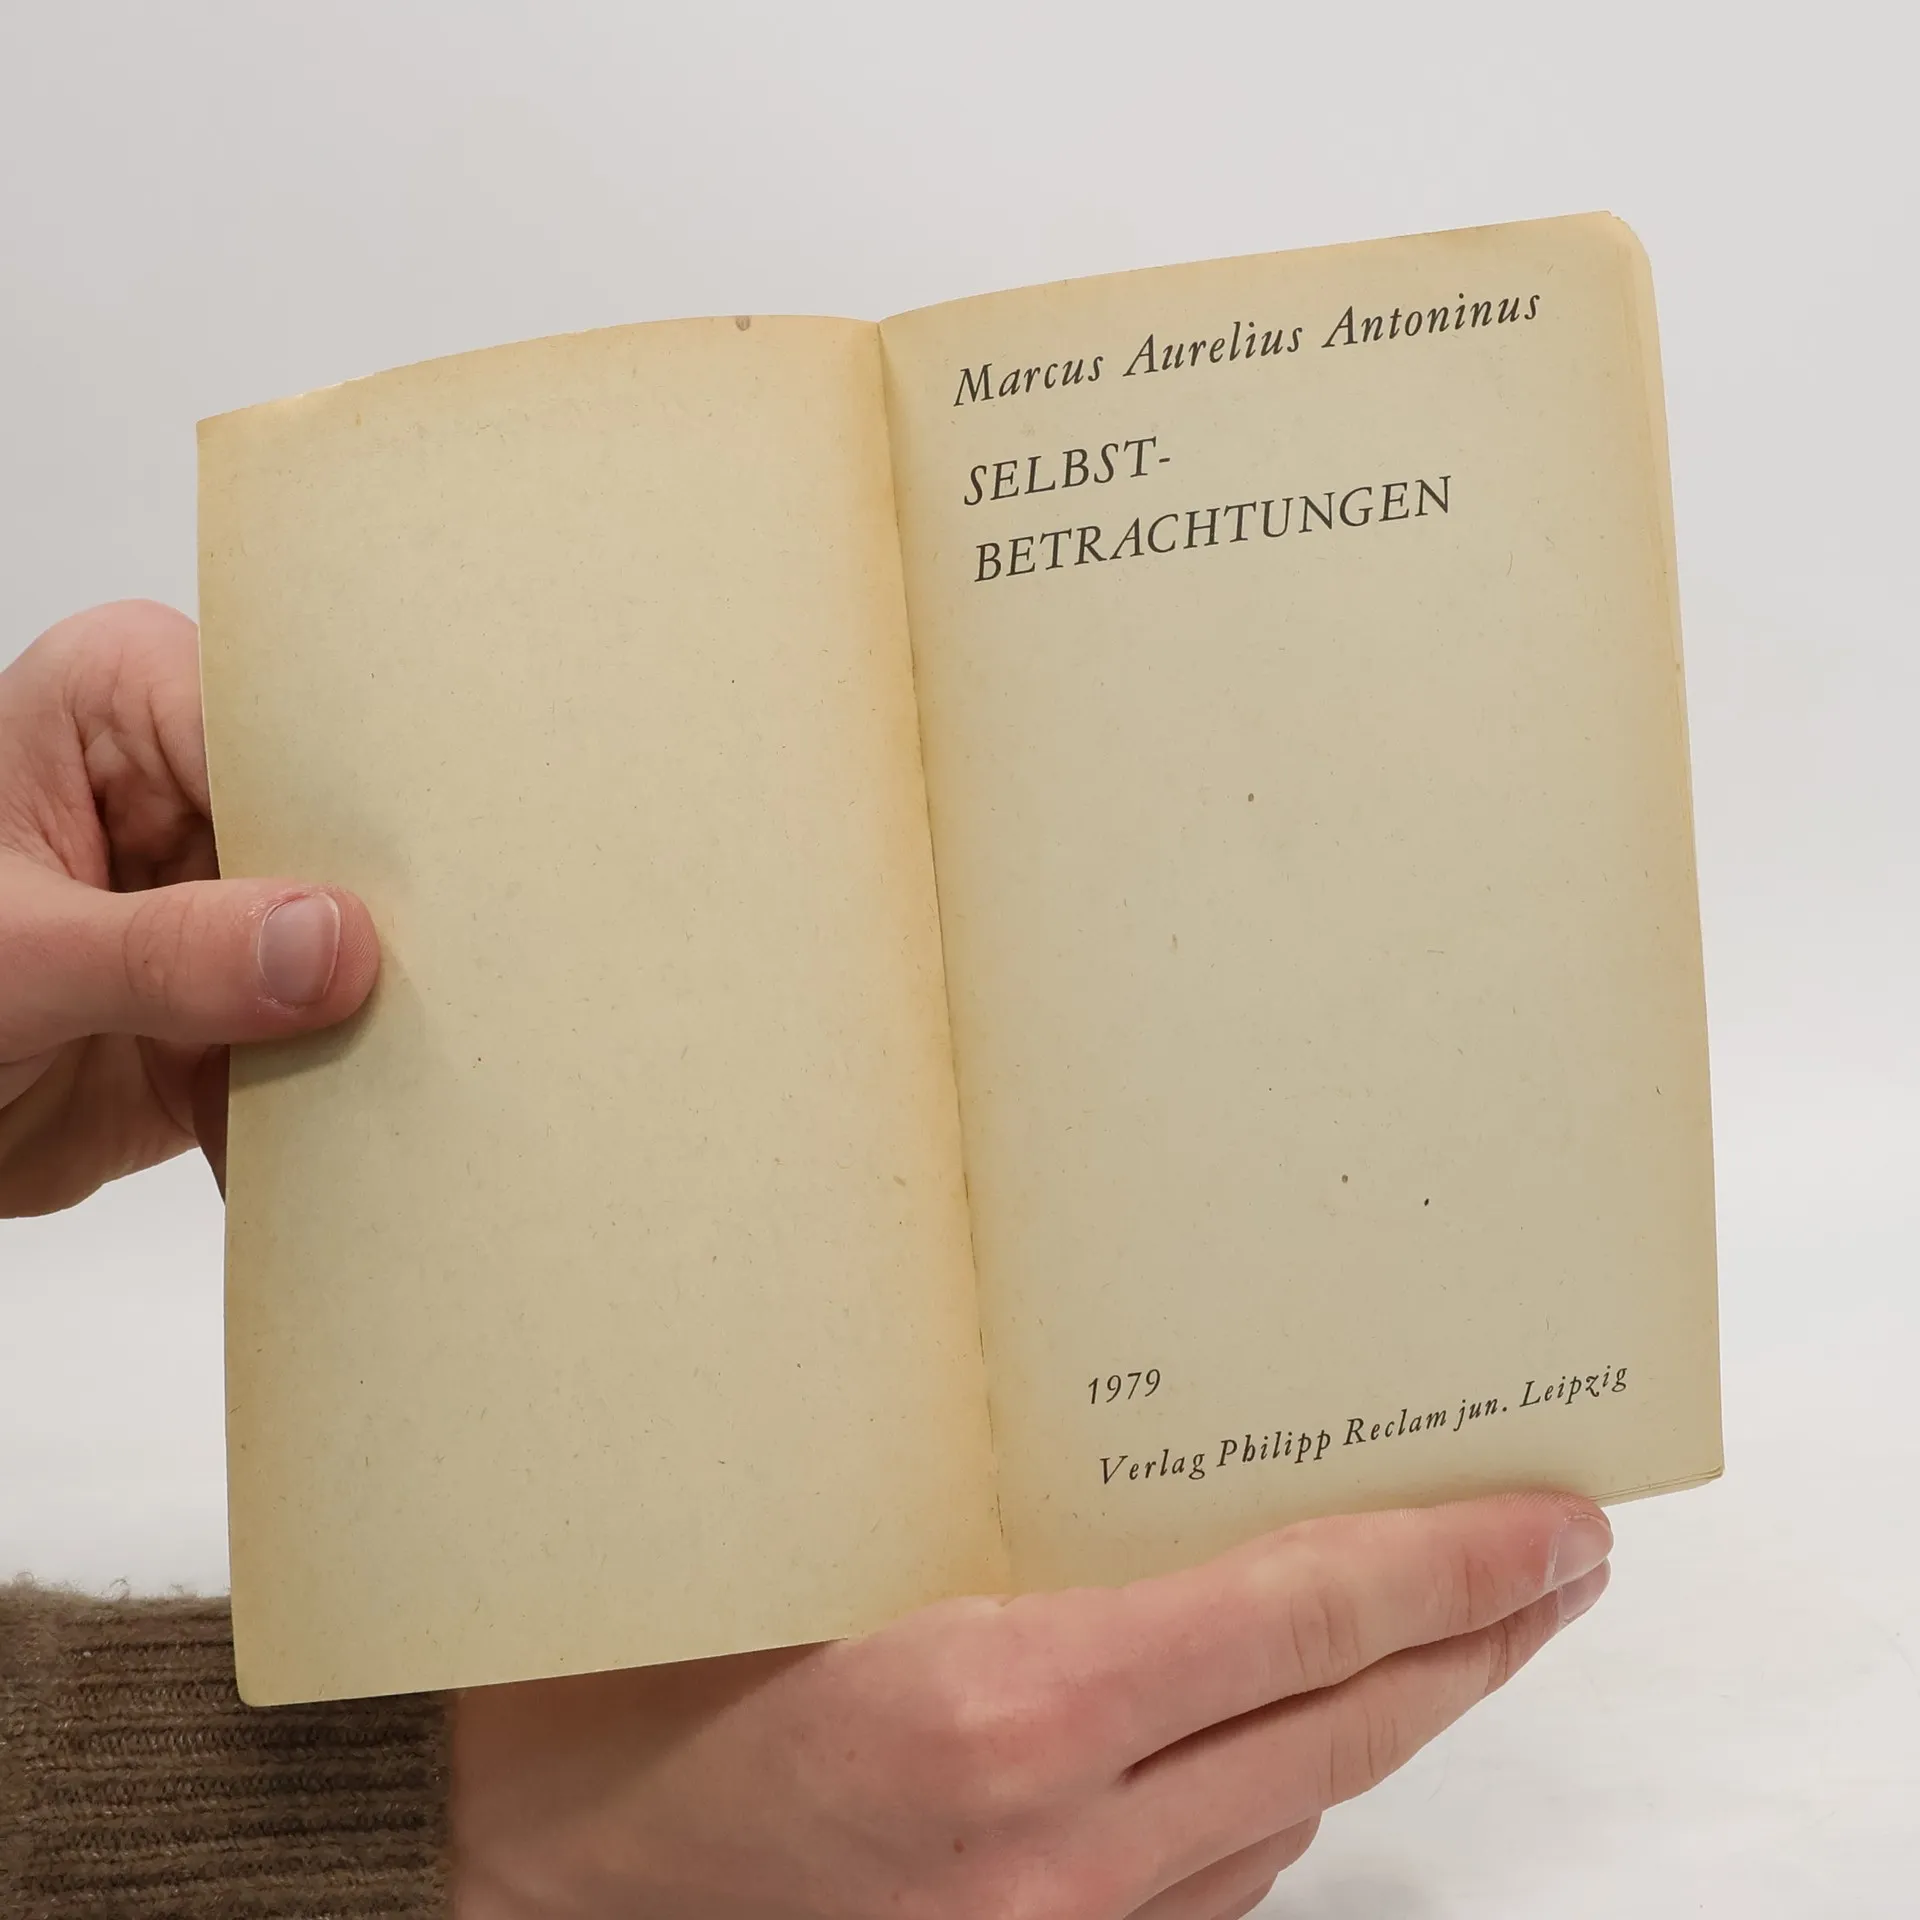 Marcus Aurelius Antoninus
SELBST-
BETRACHTUNGEN
1979
Verlag Philipp Reclam jun. Leipzig